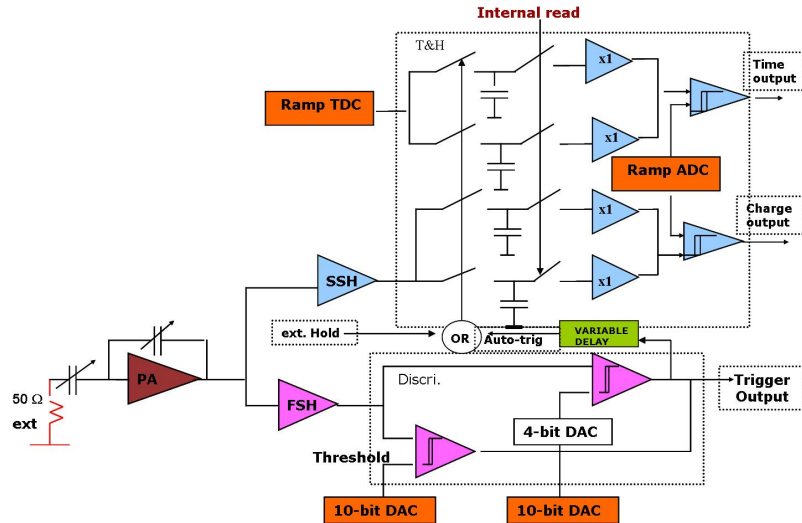 Internal read
T&H
x1
Time
output
Ramp TDC
x1
Ramp ADC
x1
Charge
output
SSH
x1
ext. Hold
OR
Auto-trig
VARIABLE
DELAY
PA
Discri.
50 Ω
ext
FSH
Trigger
Output
4-bit DAC
Threshold
10-bit DAC
10-bit DAC